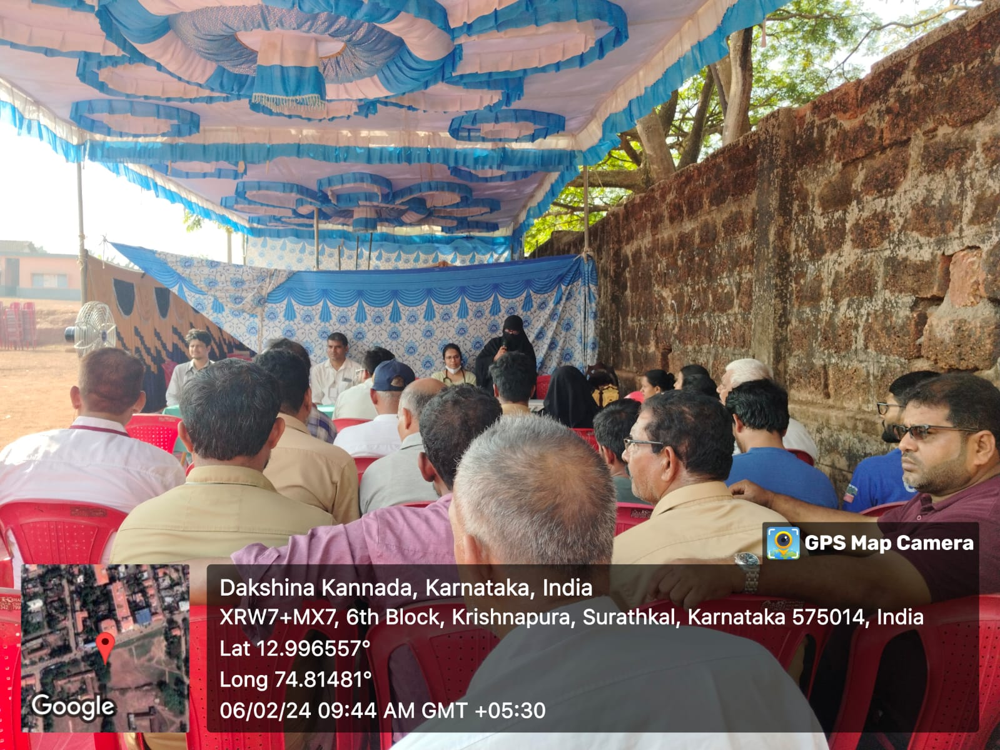 GPS Map Camera
Dakshina Kannada, Karnataka, India
XRW7+MX7, 6th Block, Krishnapura, Surathkal, Karnataka 575014, India
Lat 12.996557°
Long 74.81481°
06/02/24 09:44 AM GMT +05:30
Google